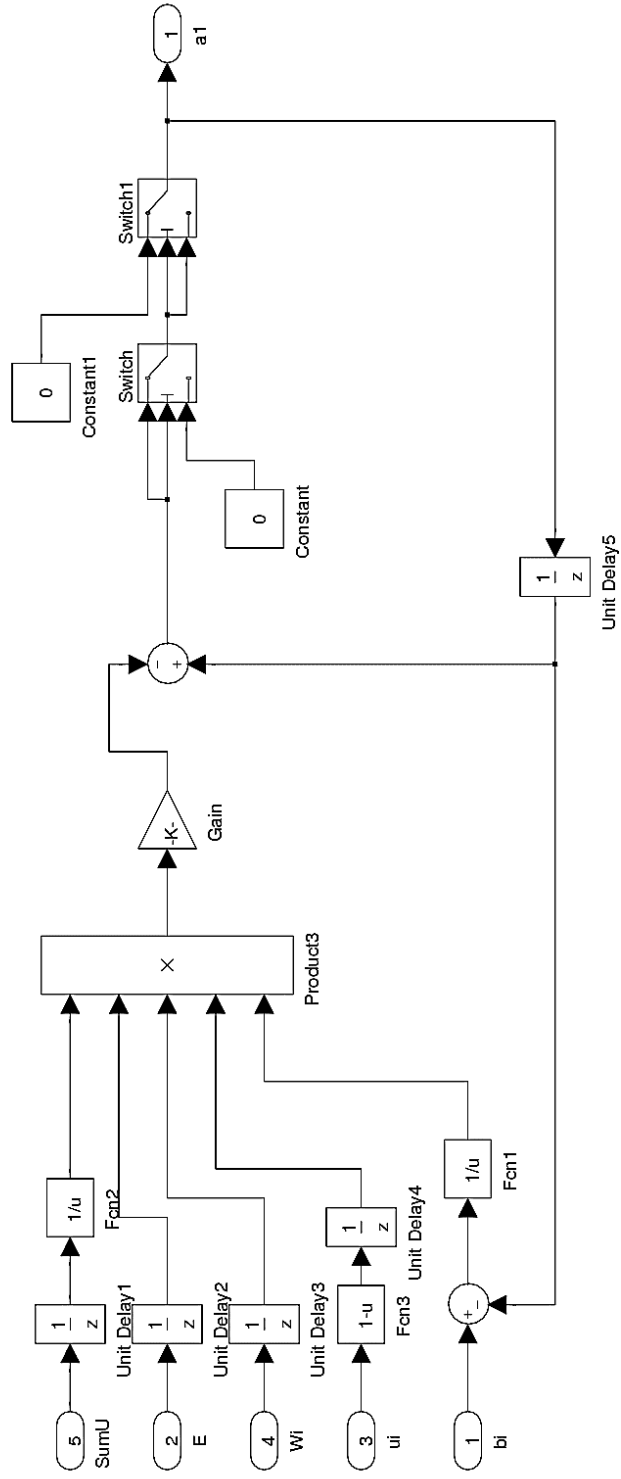 5
SumU
1
z
Unit Delay1
1/u
Fcn2
2
E
1
z
Unit Delay2
4
Wi
1
z
Unit Delay3
3
ui
1-u
Fcn3
1
z
Unit Delay4
1
bi
+
−
1/u
Fcn1
×
Product3
-K-
Gain
−
+
0
Constant
Switch
0
Constant1
Switch1
1
a1
1
z
Unit Delay5